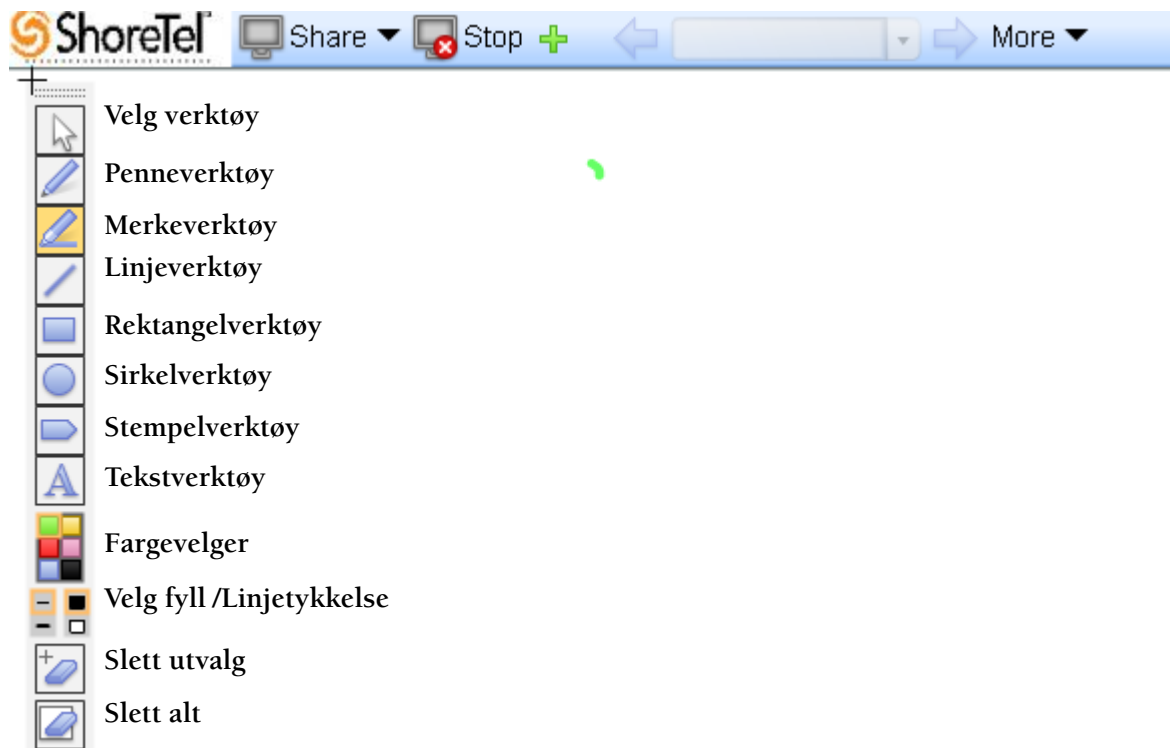 ShoreTel Share Stop More
Velg verktøy
Penneverktøy
Merkeverktøy
Linjeverktøy
Rektangelverktøy
Sirkelverktøy
Stempelverktøy
Tekstverktøy
Fargevelger
Velg fyll /Linjetykkelse
Slett utvalg
Slett alt